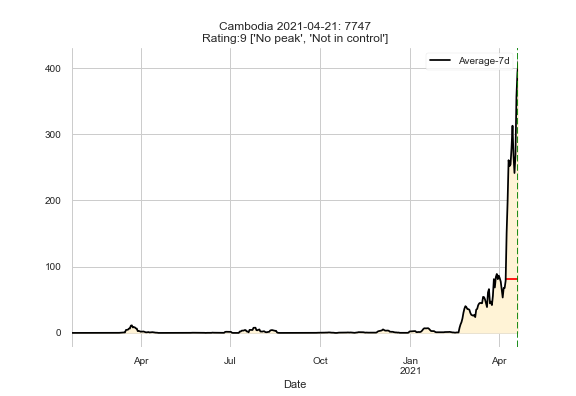 Cambodia 2021-04-21: 7747
Rating:9 ['No peak', 'Not in control']
Average-7d
400
300
200
100
0
Apr
Jul
Oct
Jan
2021
Apr
Date